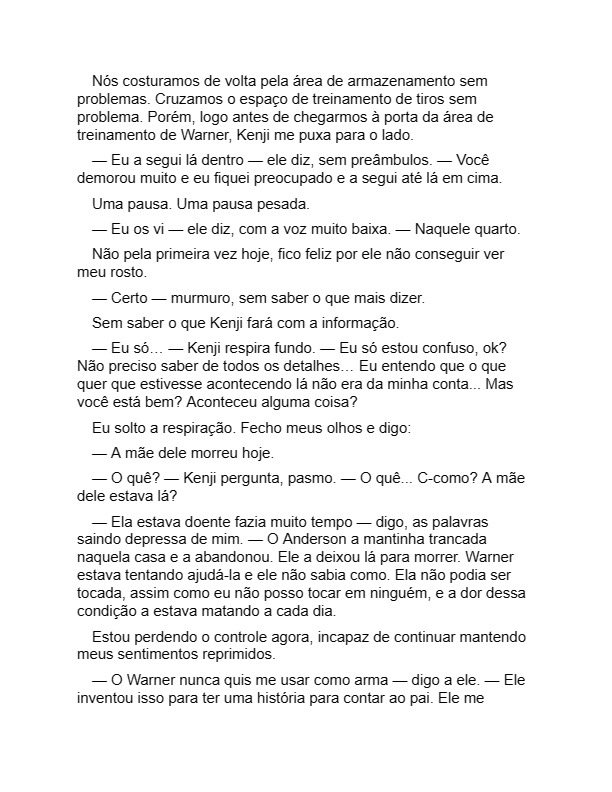 Nós costuramos de volta pela área de armazenamento sem
problemas. Cruzamos o espaço de treinamento de tiros sem
problema. Porém, logo antes de chegarmos à porta da área de
treinamento de Warner, Kenji me puxa para o lado.
— Eu a segui lá dentro — ele diz, sem preâmbulos. — Você
demorou muito e eu fiquei preocupado e a segui até lá em cima.
Uma pausa. Uma pausa pesada.
— Eu os vi — ele diz, com a voz muito baixa. — Naquele quarto.
Não pela primeira vez hoje, fico feliz por ele não conseguir ver
meu rosto.
— Certo — murmuro, sem saber o que mais dizer.
Sem saber o que Kenji fará com a informação.
— Eu só… — Kenji respira fundo. — Eu só estou confuso, ok?
Não preciso saber de todos os detalhes… Eu entendo que o que
quer que estivesse acontecendo lá não era da minha conta... Mas
você está bem? Aconteceu alguma coisa?
Eu solto a respiração. Fecho meus olhos e digo:
— A mãe dele morreu hoje.
— O quê? — Kenji pergunta, pasmo. — O quê... C-como? A mãe
dele estava lá?
— Ela estava doente fazia muito tempo — digo, as palavras
saindo depressa de mim. — O Anderson a mantinha trancada
naquela casa e a abandonou. Ele a deixou lá para morrer. Warner
estava tentando ajudá-la e ele não sabia como. Ela não podia ser
tocada, assim como eu não posso tocar em ninguém, e a dor dessa
condição a estava matando a cada dia.
Estou perdendo o controle agora, incapaz de continuar mantendo
meus sentimentos reprimidos.
— O Warner nunca quis me usar como arma — digo a ele. — Ele
inventou isso para ter uma história para contar ao pai. Ele me